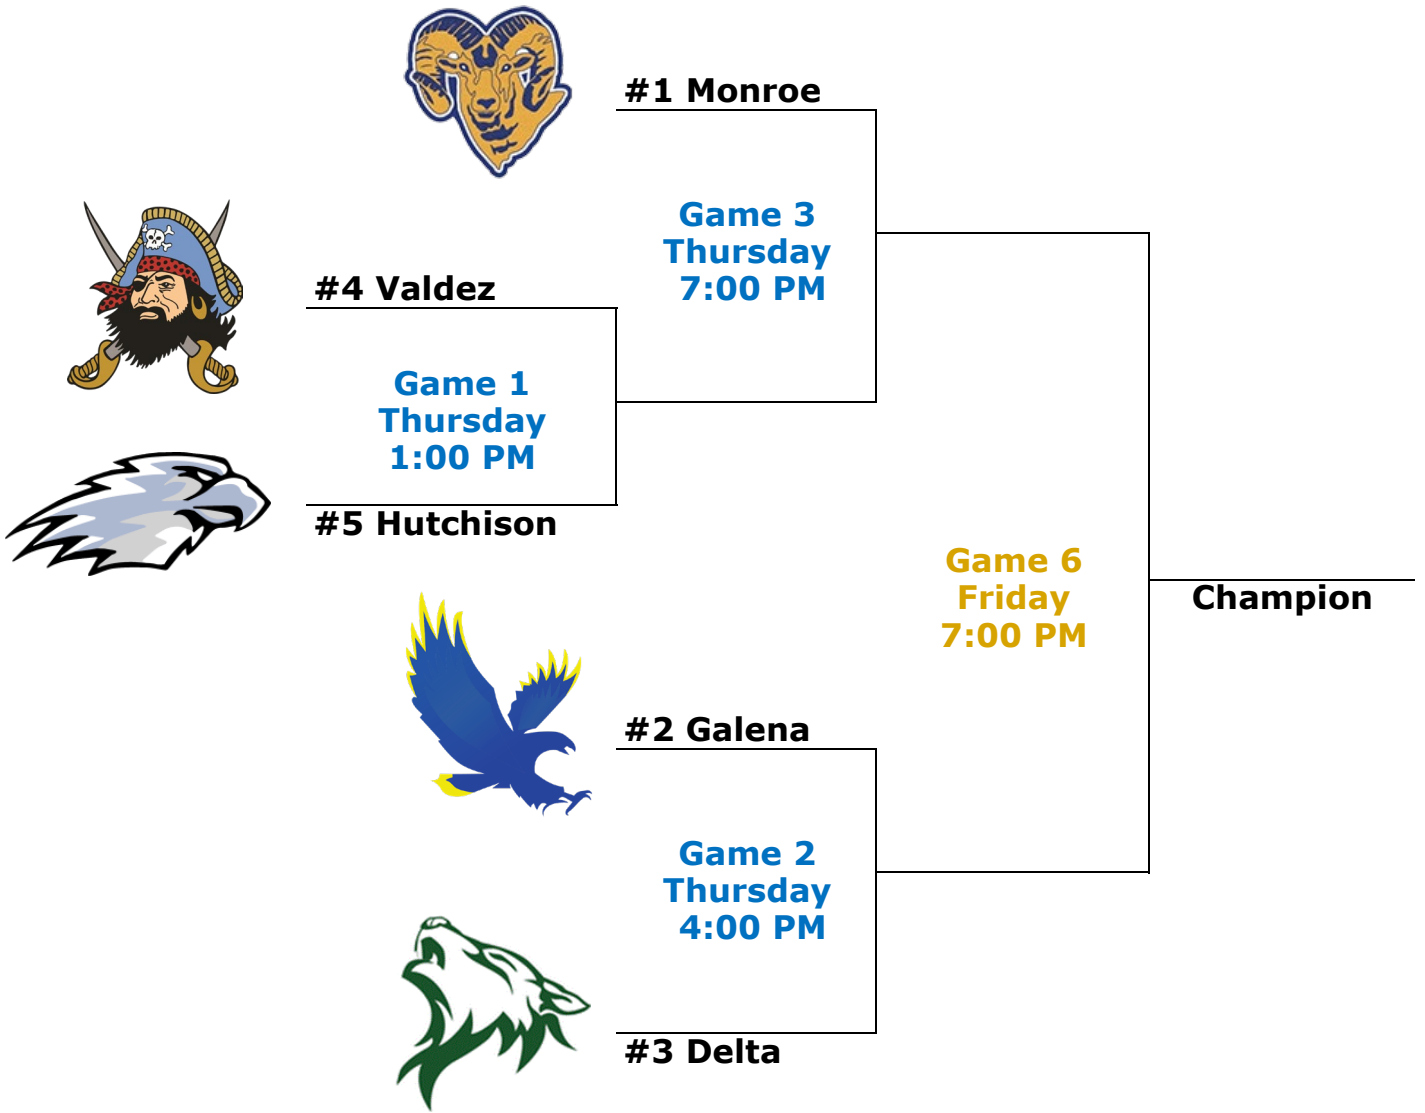 #1 Monroe
Game 3
Thursday
7:00 PM
#4 Valdez
Game 1
Thursday
1:00 PM
#5 Hutchison
Game 6
Friday
7:00 PM
Champion
#2 Galena
Game 2
Thursday
4:00 PM
#3 Delta